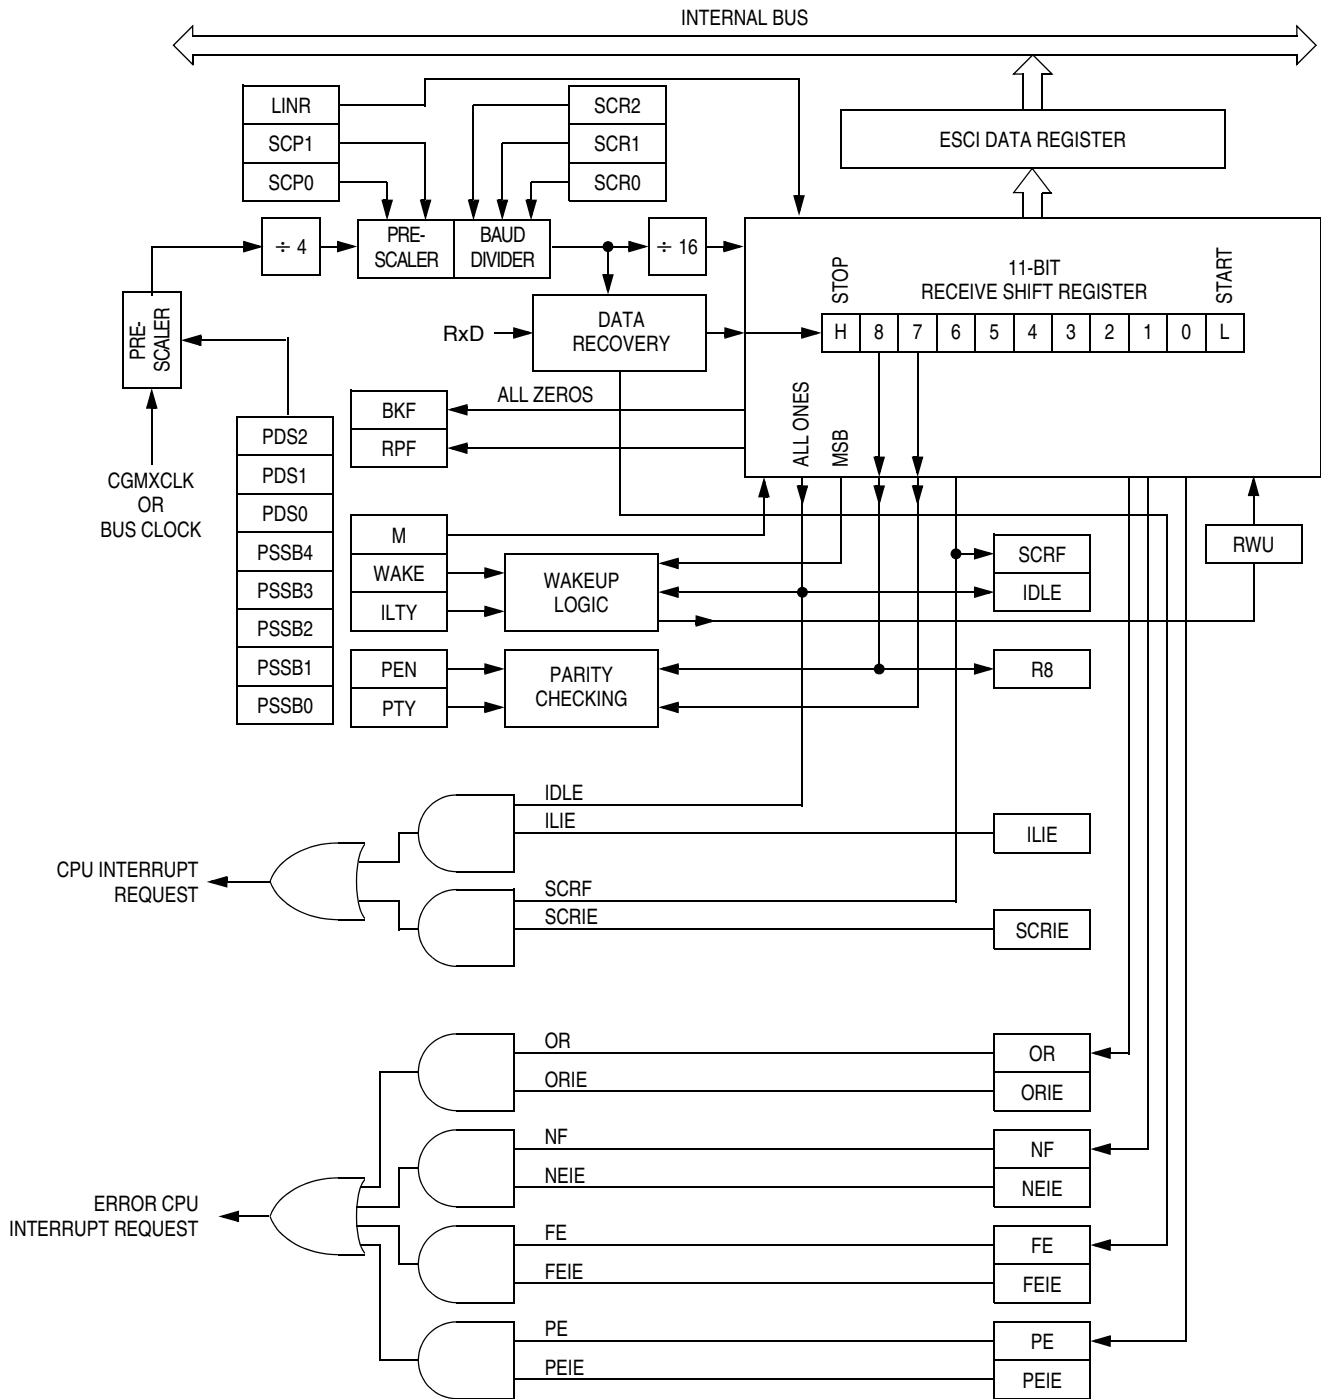 INTERNAL BUS
LINR
SCP1
SCP0
SCR2
SCR1
SCR0
ESCI DATA REGISTER
÷ 4
PRE-
SCALER
BAUD
DIVIDER
÷ 16
PRE-
SCALER
RxD
DATA
RECOVERY
STOP
11-BIT
RECEIVE SHIFT REGISTER
START
H 8 7 6 5 4 3 2 1 0 L
ALL ONES
MSB
ALL ZEROS
BKF
RPF
CGMXCLK
OR
BUS CLOCK
PDS2
PDS1
PDS0
PSSB4
PSSB3
PSSB2
PSSB1
PSSB0
M
WAKE
ILTY
WAKEUP
LOGIC
SCRF
IDLE
RWU
PEN
PTY
PARITY
CHECKING
R8
IDLE
ILIE
ILIE
CPU INTERRUPT
REQUEST
SCRF
SCRIE
SCRIE
OR
ORIE
OR
ORIE
NF
NEIE
NF
NEIE
ERROR CPU
INTERRUPT REQUEST
FE
FEIE
FE
FEIE
PE
PEIE
PE
PEIE